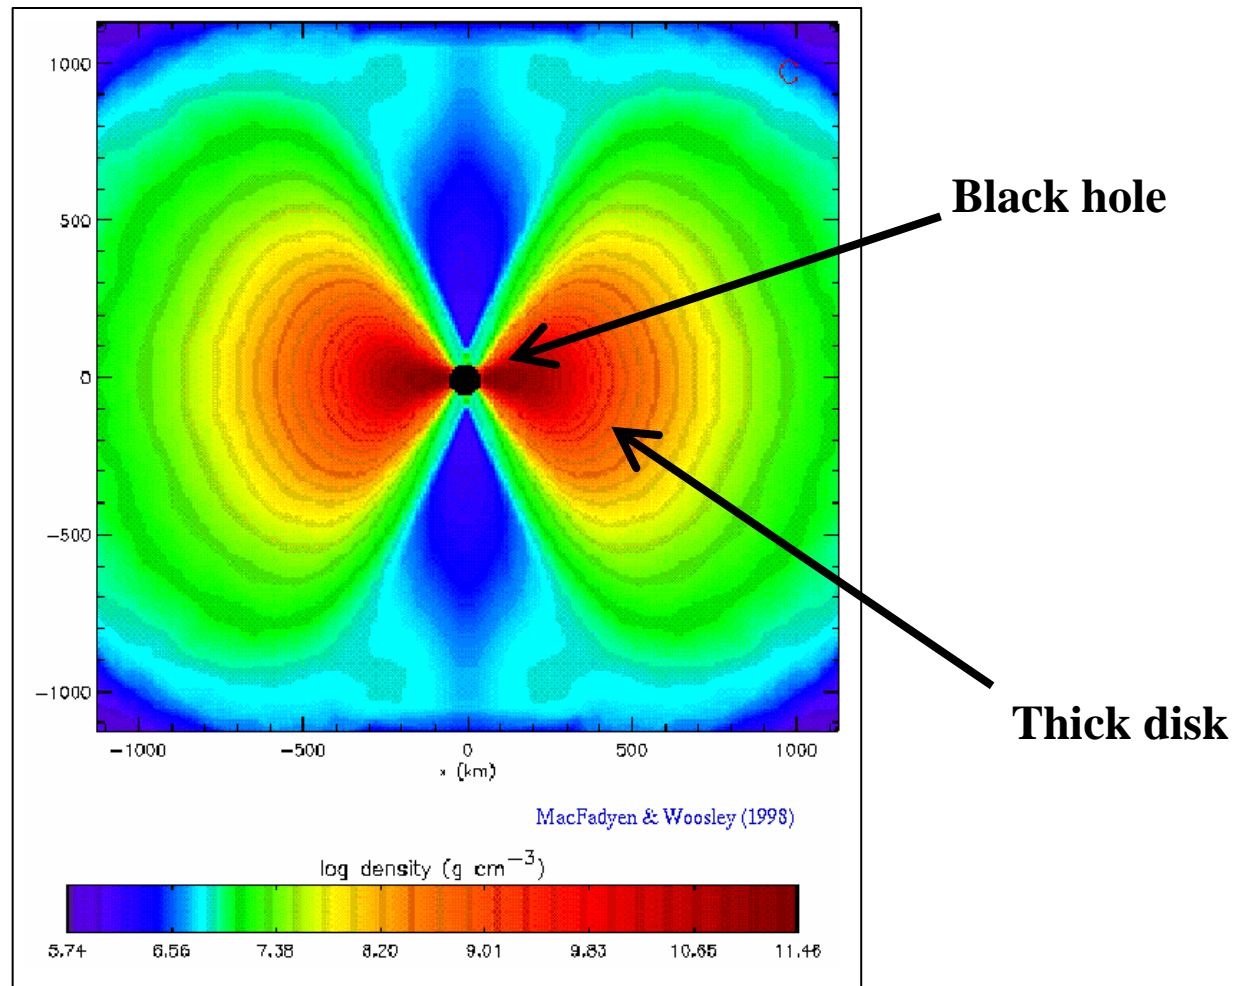 1000
C
Black hole
500
0
−500
−1000
Thick disk
−1000 −500 0 500 1000
x (km)
MacFadyen & Woosley (1998)
log density (g cm−3)
5.74 6.56 7.38 8.20 9.01 9.83 10.65 11.46